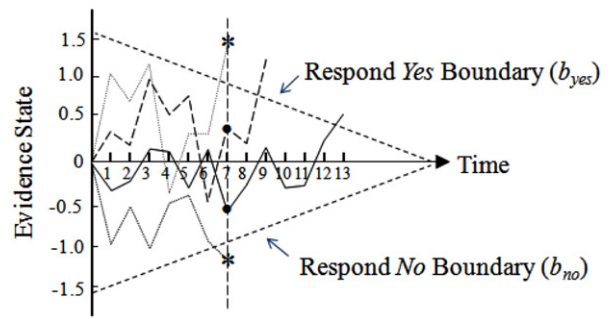 1.5
1.0
0.5
0
-0.5
-1.0
-1.5
Evidence State
1 2 3 4 5 6 7 8 9 10 11 12 13
Time
Respond Yes Boundary (byes)
Respond No Boundary (bno)